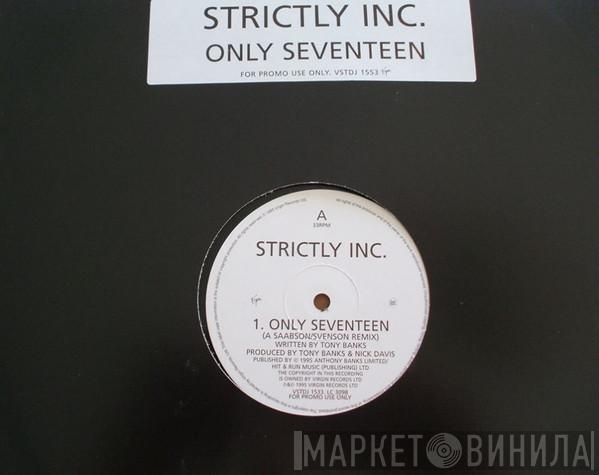 STRICTLY INC.
ONLY SEVENTEEN
FOR PROMO USE ONLY. VSTDJ 1553
A
33RPM
STRICTLY INC.
1. ONLY SEVENTEEN
(A SAABSON/SVENSON REMIX)
WRITTEN BY TONY BANKS
PRODUCED BY TONY BANKS & NICK DAVIS
PUBLISHED BY © 1995 ANTHONY BANKS LIMITED/
HIT & RUN MUSIC (PUBLISHING) LTD
THE COPYRIGHT IN THIS RECORDING
IS OWNED BY VIRGIN RECORDS LTD
℗&© 1995 VIRGIN RECORDS LTD
VSTDJ 1533. LC 3098
FOR PROMO USE ONLY
МАРКЕТ ВИНИЛА